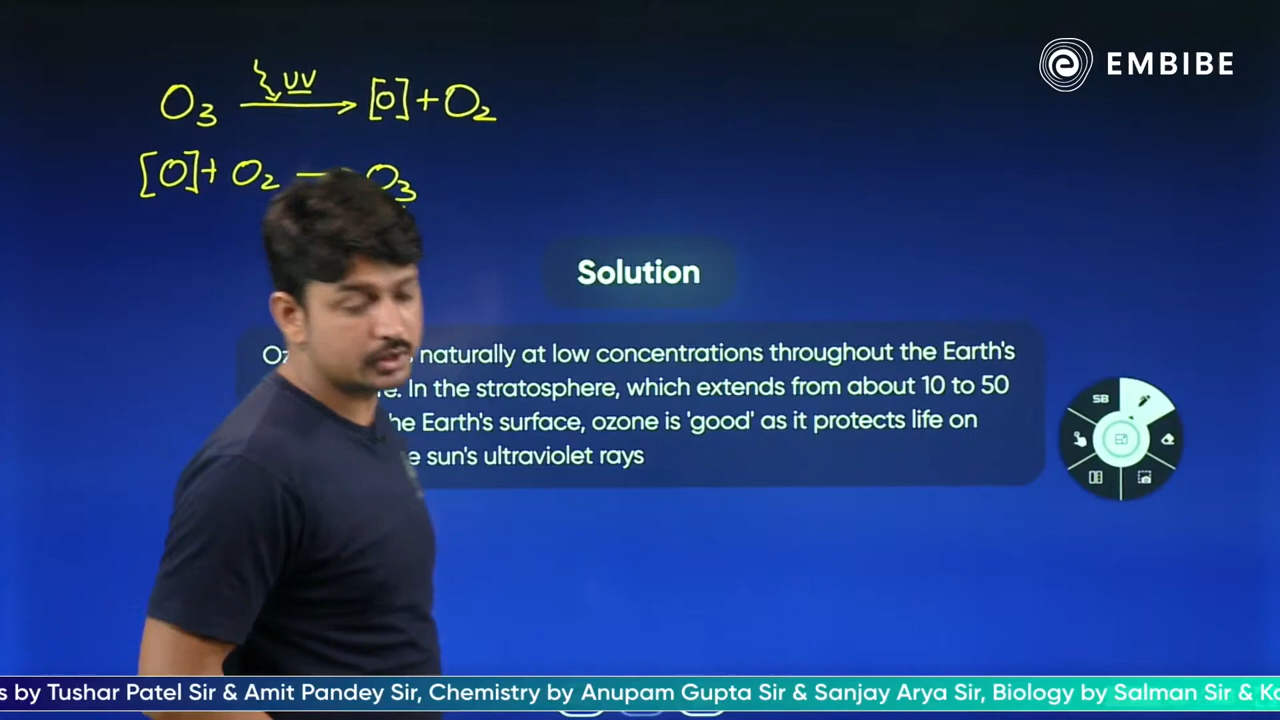 EMBIBE
O₃ UV → [O] + O₂
[O] + O₂ — O₃
Solution
naturally at low concentrations throughout the Earth's
. In the stratosphere, which extends from about 10 to 50
the Earth's surface, ozone is 'good' as it protects life on
sun's ultraviolet rays
SB
s by Tushar Patel Sir & Amit Pandey Sir, Chemistry by Anupam Gupta Sir & Sanjay Arya Sir, Biology by Salman Sir &